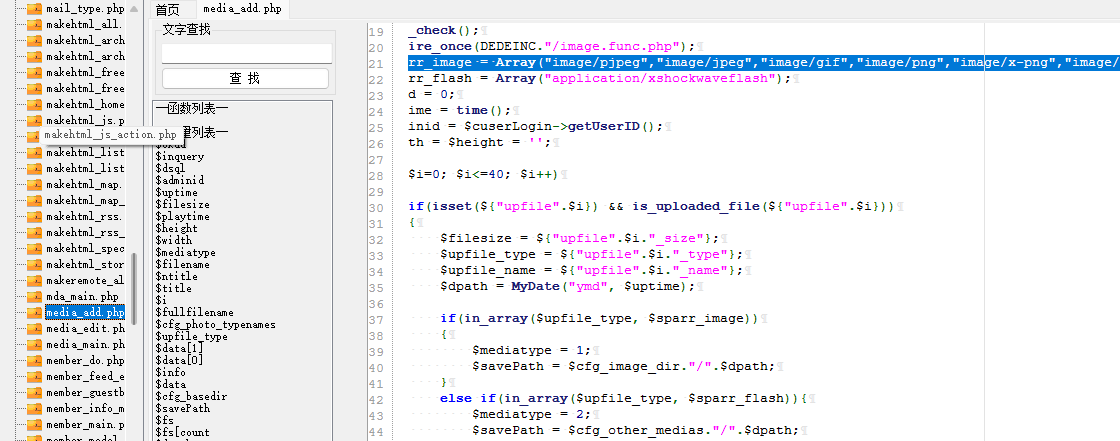 mail_type.php
makehtml_all.
makehtml_arch
makehtml_arch
makehtml_free
makehtml_free
makehtml_home
makehtml_js.p
makehtml_js_action.php
makehtml_list
makehtml_list
makehtml_map.
makehtml_map_
makehtml_rss.
makehtml_rss_
makehtml_spec
makehtml_stor
makeremote_al
mda_main.php
media_add.php
media_edit.ph
media_main.ph
member_do.php
member_feed_e
member_guestb
member_info_m
member_main.p
member_model
首页
media_add.php
文字查找
查 找
—函数列表—
量列表—
$inquery
$dsql
$adminid
$uptime
$filesize
$playtime
$height
$width
$mediatype
$filename
$ntitle
$title
$i
$fullfilename
$cfg_photo_typenames
$upfile_type
$data[1]
$data[0]
$info
$data
$cfg_basedir
$savePath
$fs
$fs[count
19 _check();
20 ire_once(DEDEINC."/image.func.php");
21 rr_image = Array("image/pjpeg","image/jpeg","image/gif","image/png","image/x-png","image/
22 rr_flash = Array("application/xshockwaveflash");
23 d = 0;
24 ime = time();
25 inid = $cuserLogin->getUserID();
26 th = $height = '';
27
28 $i=0; $i<=40; $i++)
29
30 if(isset(${"upfile".$i}) && is_uploaded_file(${"upfile".$i}))
31 {
32 $filesize = ${"upfile".$i."_size"};
33 $upfile_type = ${"upfile".$i."_type"};
34 $upfile_name = ${"upfile".$i."_name"};
35 $dpath = MyDate("ymd", $uptime);
36
37 if(in_array($upfile_type, $sparr_image))
38 {
39 $mediatype = 1;
40 $savePath = $cfg_image_dir."/".$dpath;
41 }
42 else if(in_array($upfile_type, $sparr_flash)){
43 $mediatype = 2;
44 $savePath = $cfg_other_medias."/".$dpath;